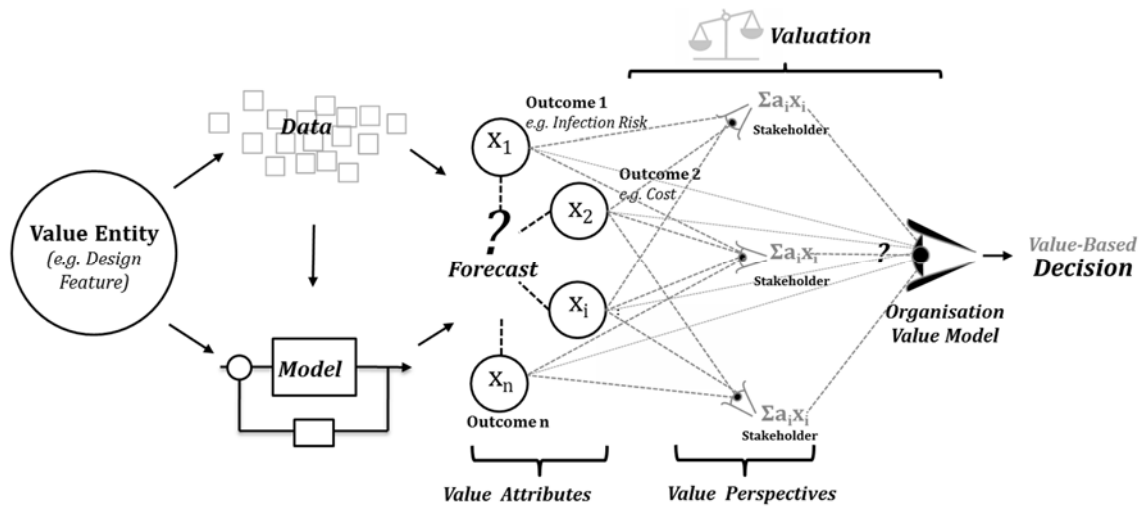 Valuation
Data
Value Entity
(e.g. Design
Feature)
Model
Outcome 1
e.g. Infection Risk
X1
Outcome 2
e.g. Cost
X2
?
Forecast
Xi
Xn
Outcome n
Σaixi
Stakeholder
Σaixi
Stakeholder
Σaixi
Stakeholder
?
Organisation
Value Model
Value-Based
Decision
Value Attributes
Value Perspectives